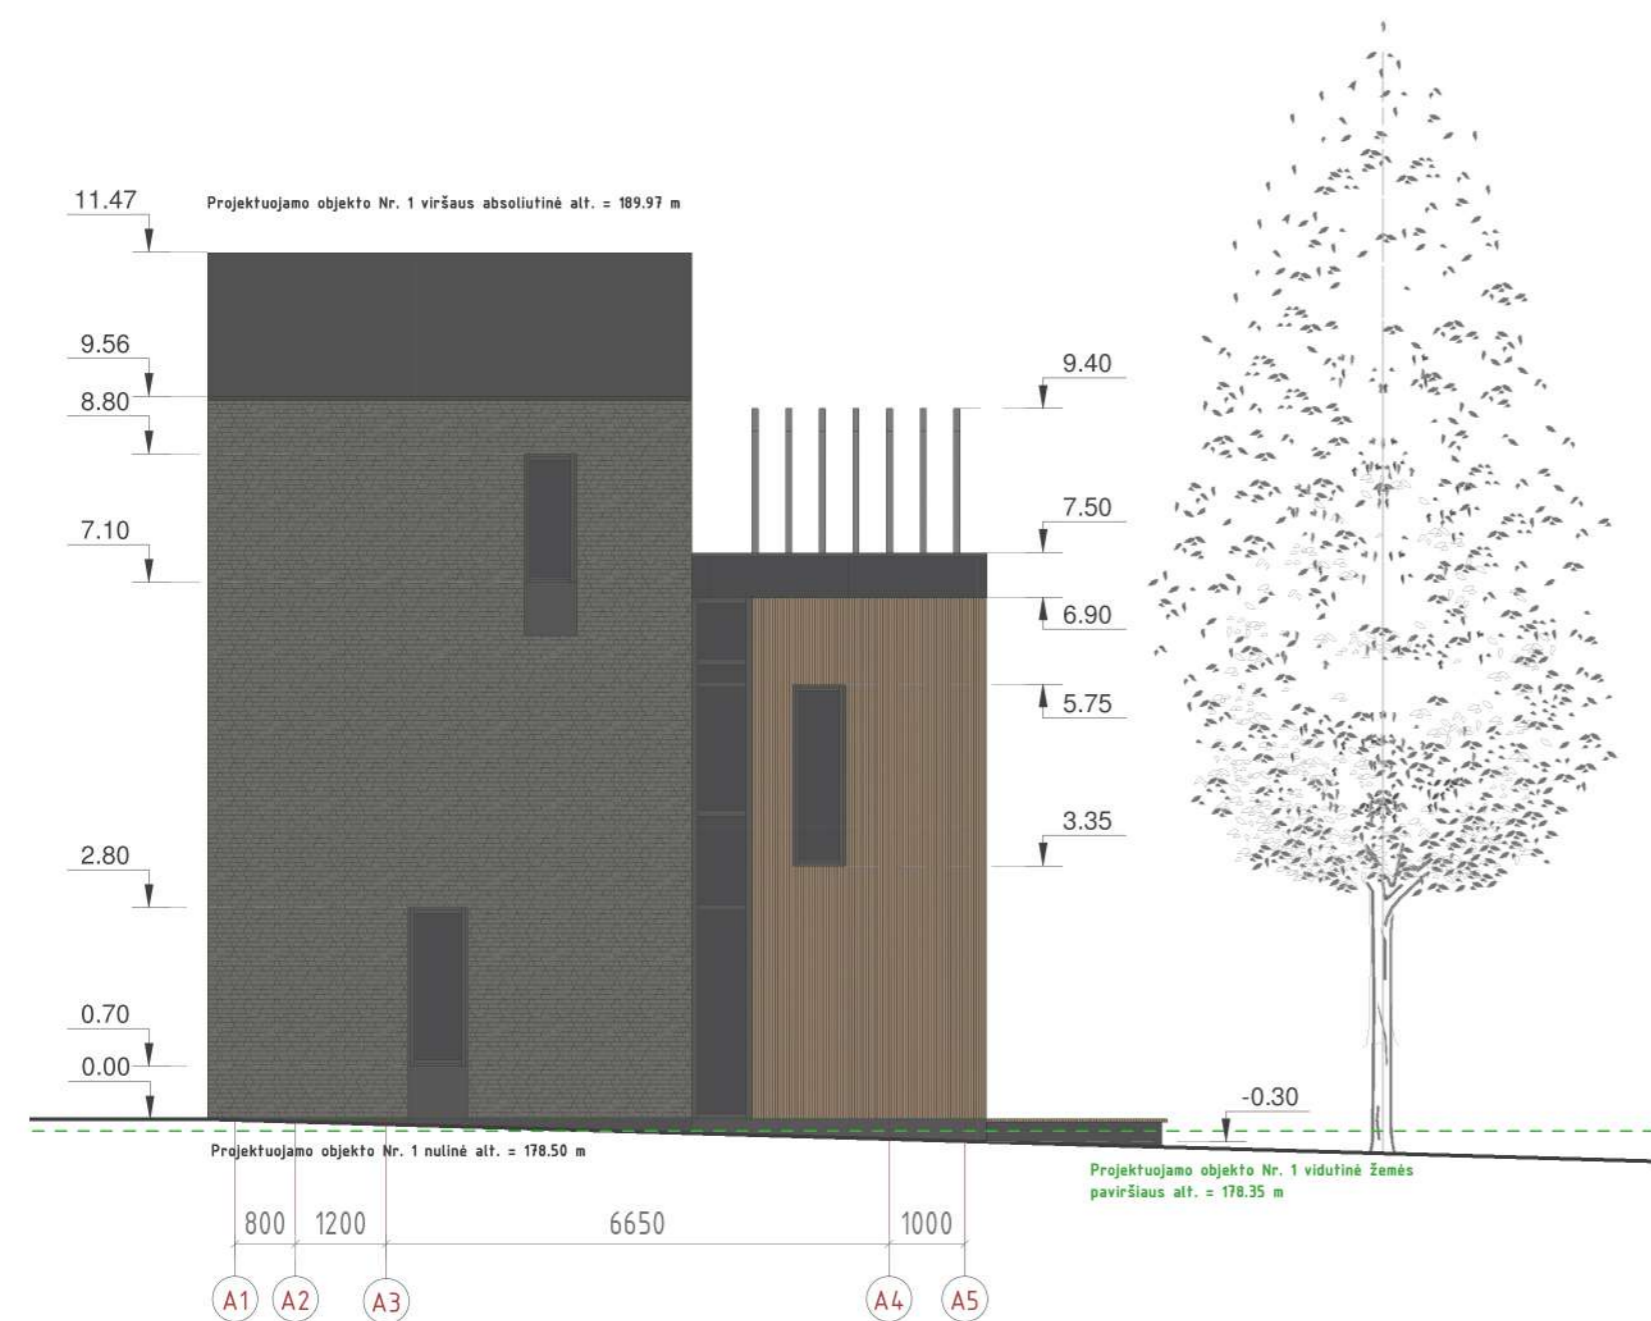 11.47
Projektuojamo objekto Nr. 1 viršaus absoliutinė alt. = 189.97 m
9.56
8.80
7.10
2.80
0.70
0.00
9.40
7.50
6.90
5.75
3.35
-0.30
Projektuojamo objekto Nr. 1 nulinė alt. = 178.50 m
Projektuojamo objekto Nr. 1 vidutinė žemės
paviršiaus alt. = 178.35 m
800 1200 6650 1000
A1 A2 A3 A4 A5